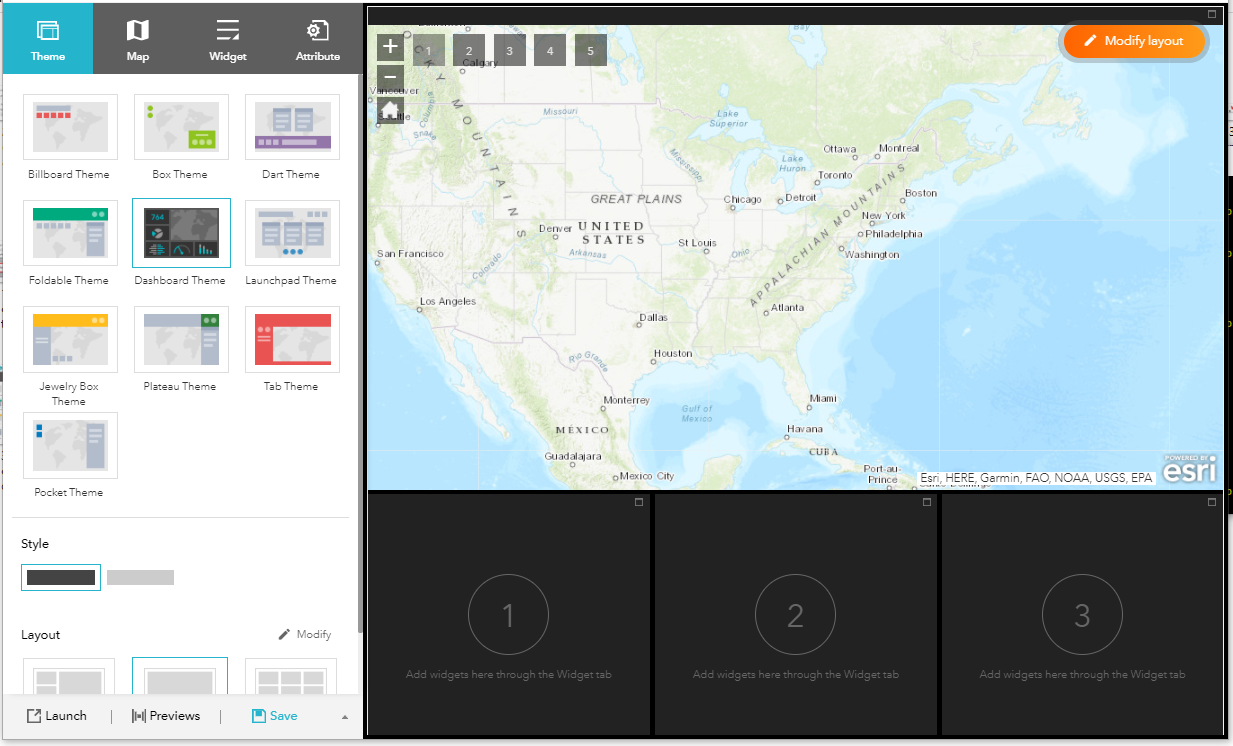 Theme Map Widget Attribute
Billboard Theme Box Theme Dart Theme
764
Foldable Theme Dashboard Theme Launchpad Theme
Jewelry Box Theme Plateau Theme Tab Theme
Pocket Theme
Style
Layout Modify
Launch | Previews | Save
Modify layout
+ 1 2 3 4 5
−
Calgary
Vancouver
Missouri
Lake Superior
Snake
Columbia
ROCKY MOUNTAINS
Mississippi
Ottawa Montreal
Lake Huron
Toronto
Boston
GREAT PLAINS
Chicago Detroit
New York
Denver UNITED STATES
Philadelphia
St Louis
Ohio
Washington
San Francisco
Colorado
Arkansas
APPALACHIAN MOUNTAINS
Los Angeles
Atlanta
Dallas
Rio Grande
Houston
Monterrey
Miami
Gulf of Mexico
MÉXICO
Havana
CUBA
Guadalajara
Mexico City
Port-au-Prince
Esri, HERE, Garmin, FAO, NOAA, USGS, EPA
POWERED BY
esri
1 2 3
Add widgets here through the Widget tab
Add widgets here through the Widget tab
Add widgets here through the Widget tab